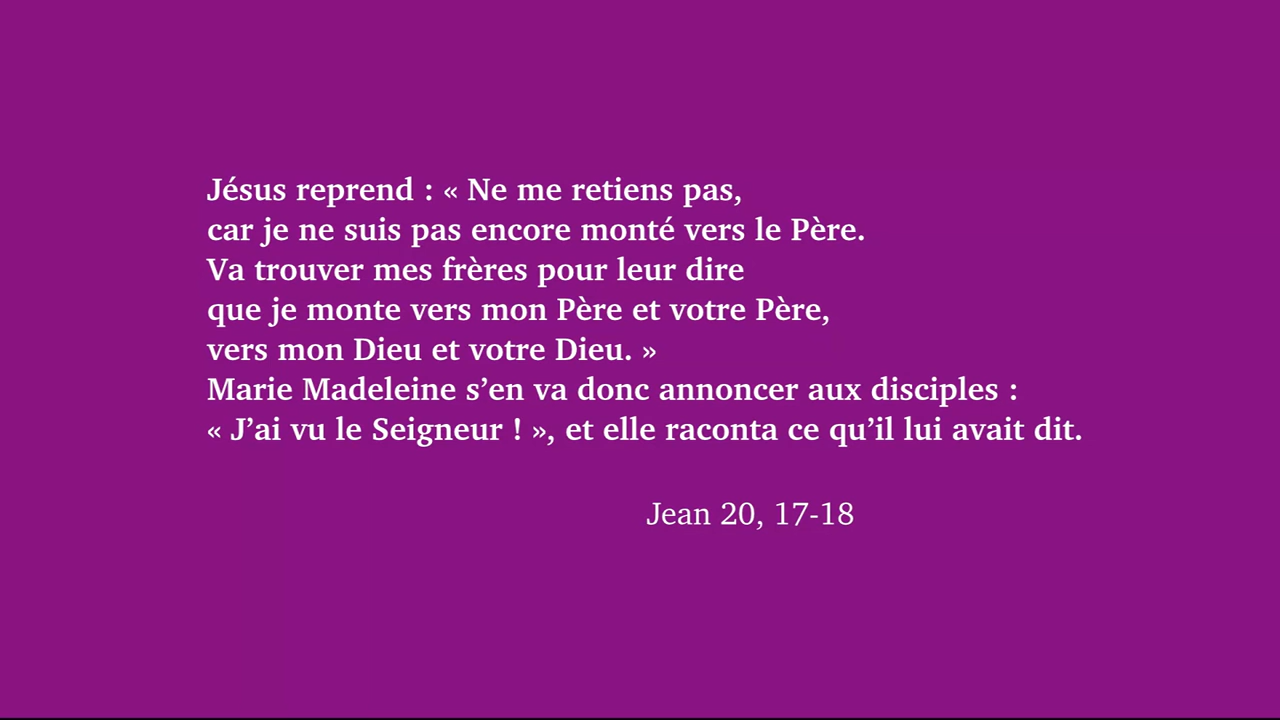 Jésus reprend : « Ne me retiens pas,
car je ne suis pas encore monté vers le Père.
Va trouver mes frères pour leur dire
que je monte vers mon Père et votre Père,
vers mon Dieu et votre Dieu. »
Marie Madeleine s’en va donc annoncer aux disciples :
« J’ai vu le Seigneur ! », et elle raconta ce qu’il lui avait dit.
Jean 20, 17-18